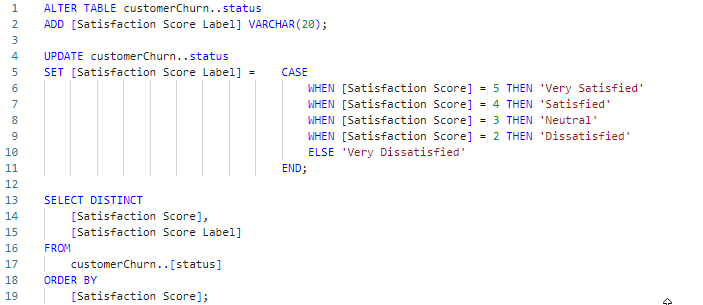 1 ALTER TABLE customerChurn..status
2 ADD [Satisfaction Score Label] VARCHAR(20);
3
4 UPDATE customerChurn..status
5 SET [Satisfaction Score Label] = CASE
6 WHEN [Satisfaction Score] = 5 THEN 'Very Satisfied'
7 WHEN [Satisfaction Score] = 4 THEN 'Satisfied'
8 WHEN [Satisfaction Score] = 3 THEN 'Neutral'
9 WHEN [Satisfaction Score] = 2 THEN 'Dissatisfied'
10 ELSE 'Very Dissatisfied'
11 END;
12
13 SELECT DISTINCT
14 [Satisfaction Score],
15 [Satisfaction Score Label]
16 FROM
17 customerChurn..[status]
18 ORDER BY
19 [Satisfaction Score];